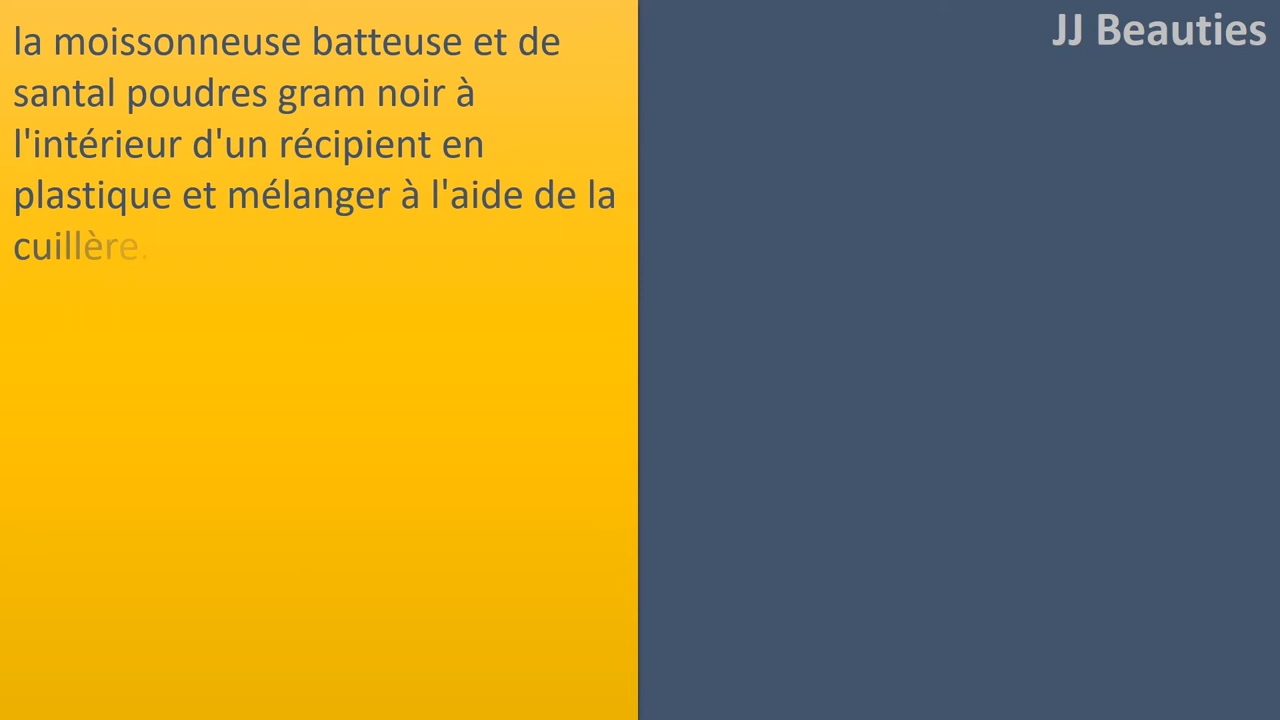 la moissonneuse batteuse et de
santal poudres gram noir à
l'intérieur d'un récipient en
plastique et mélanger à l'aide de la
cuillère.
JJ Beauties